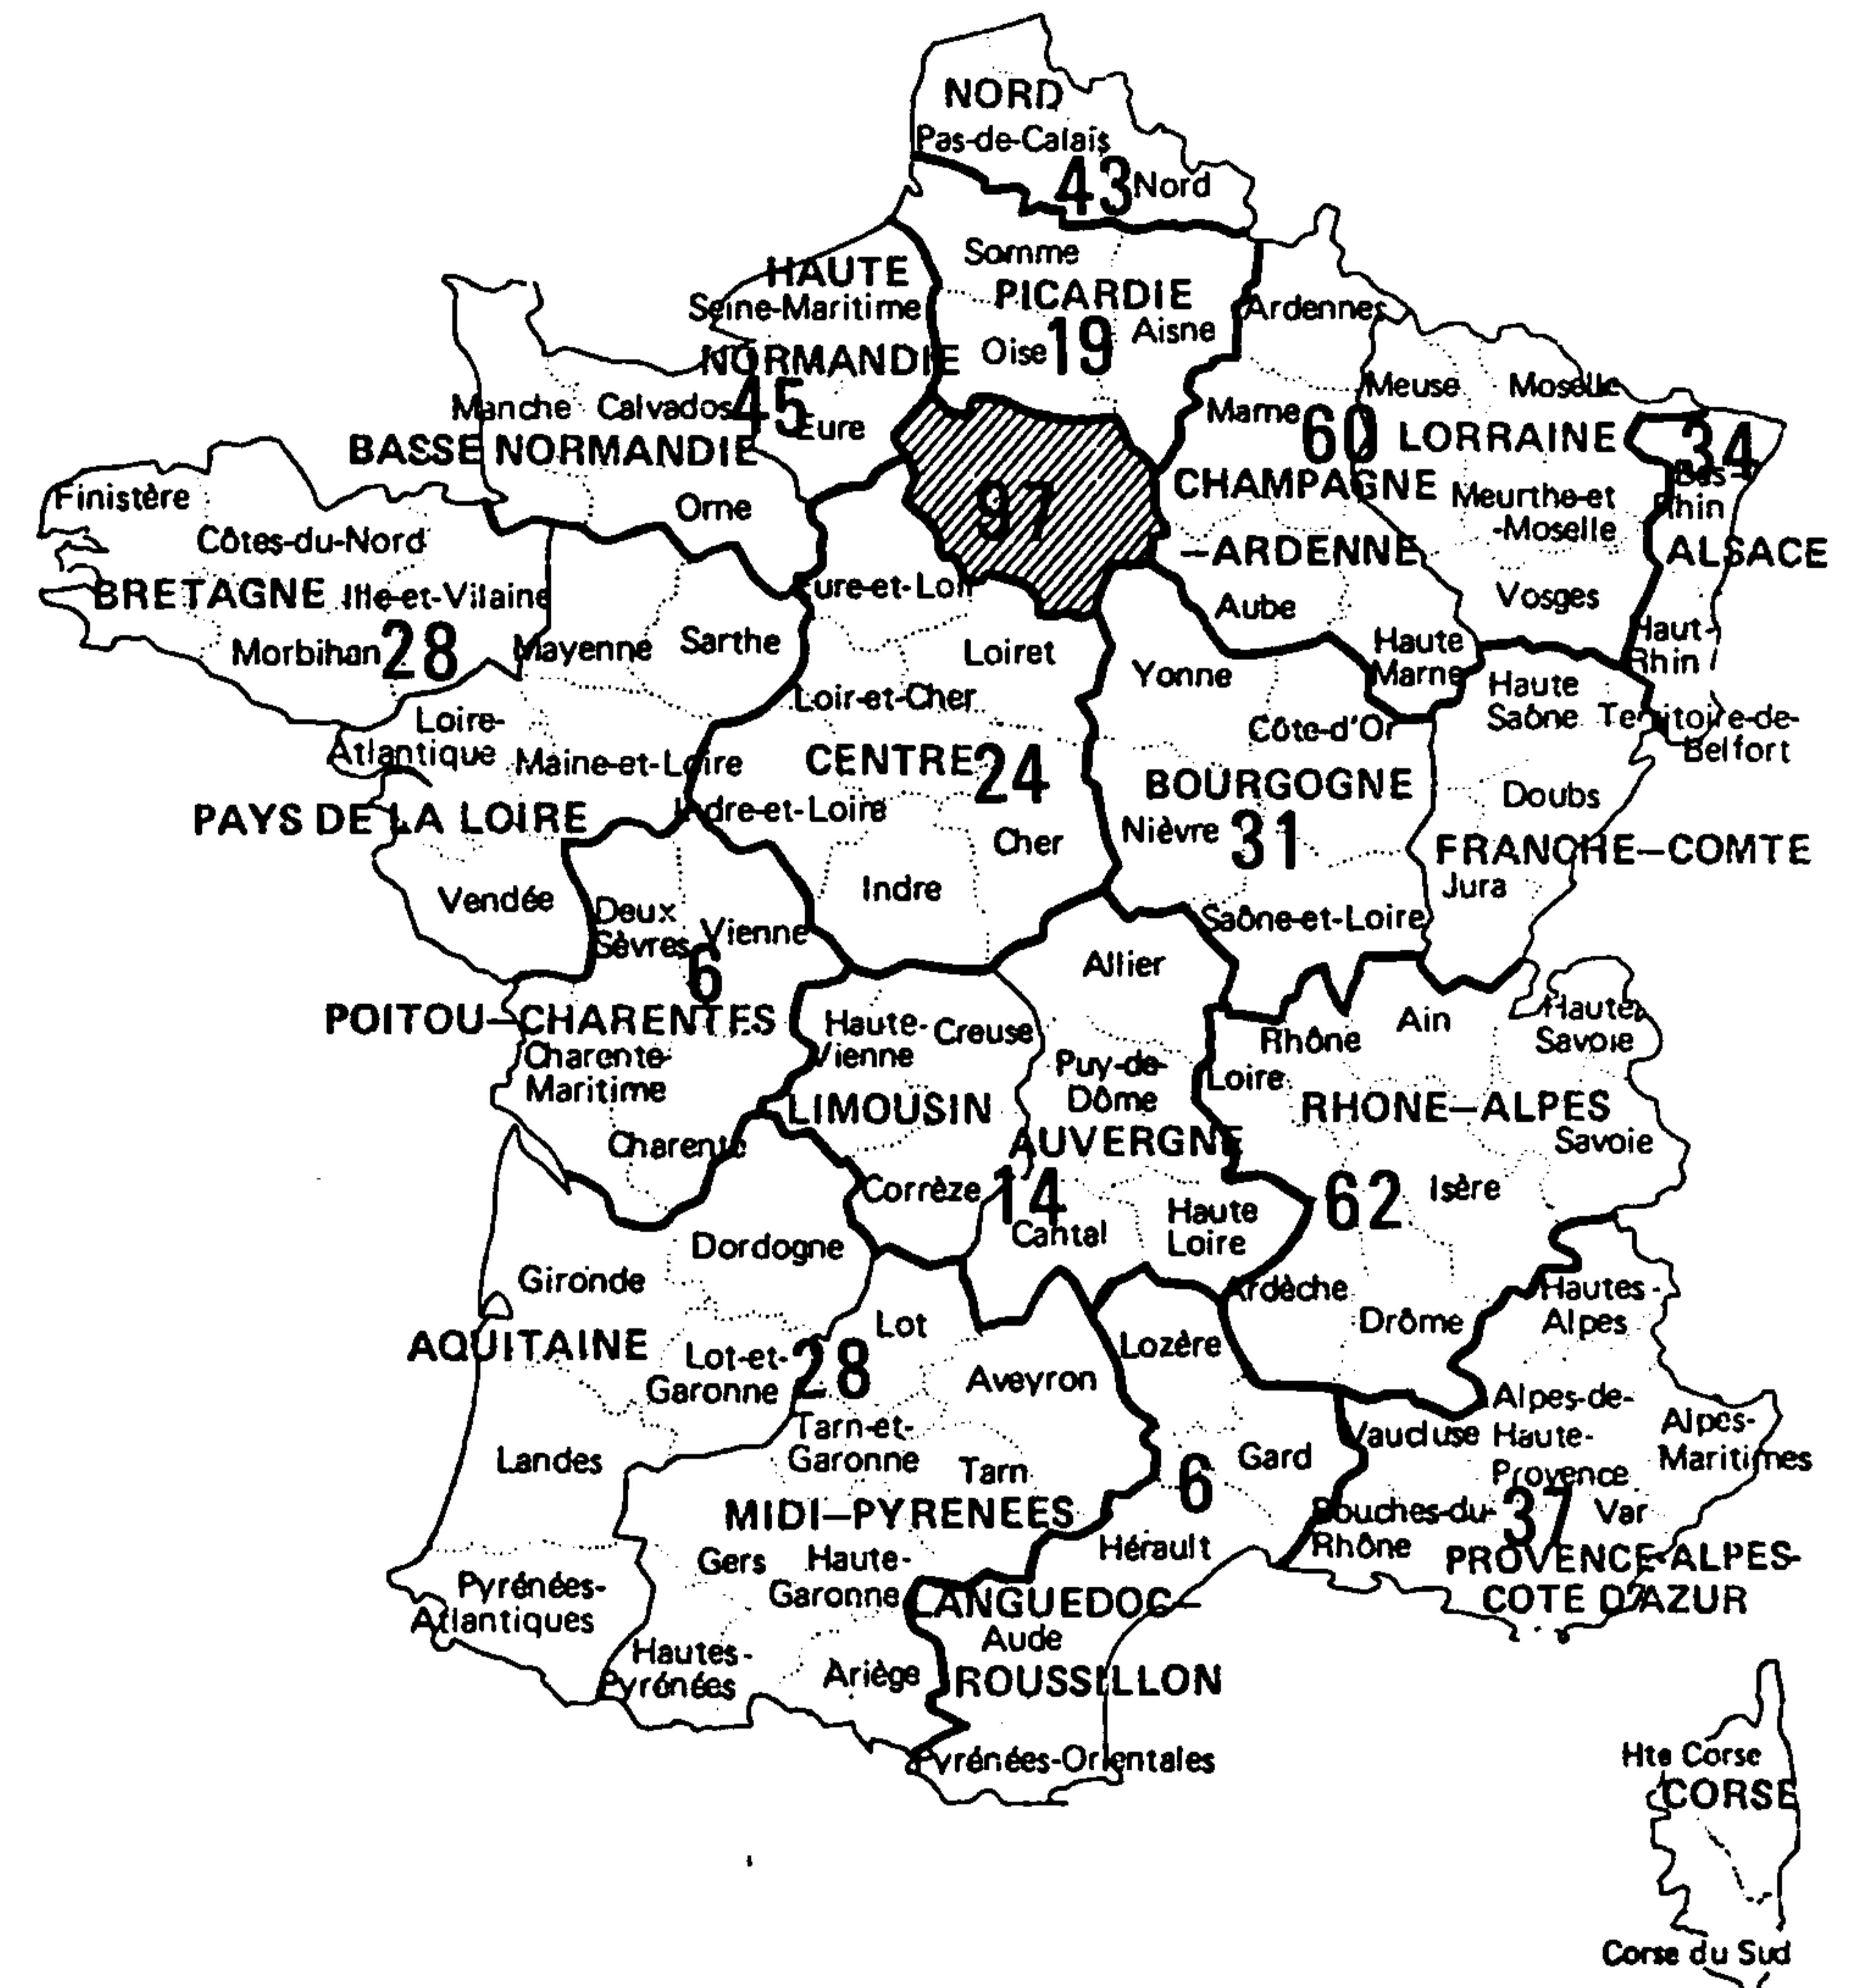 NORD
Pas-de-Calais
43 Nord
Somme
HAUTE
PICARDIE
Seine-Maritime
Ardennes
Oise 19 Aisne
NORMANDIE
Meuse Moselle
Manche Calvados 45 Eure
Marne 60 LORRAINE 34
BASSE NORMANDIE
Bas-
Rhin
CHAMPAGNE
Meurthe-et
-Moselle
Finistère
Orne
97
Côtes-du-Nord
-ARDENNE
ALSACE
BRETAGNE Ille-et-Vilaine
Eure-et-Loir
Aube
Vosges
Morbihan 28
Mayenne Sarthe
Loiret
Haute
Marne
Haut-
Rhin
Yonne
Loir-et-Cher
Haute
Saône
Territoire-de-
Belfort
Loire-
Atlantique
Côte-d'Or
Maine-et-Loire
CENTRE 24
BOURGOGNE
Doubs
PAYS DE LA LOIRE
Indre-et-Loire
Cher
Nièvre 31
FRANCHE-COMTE
Jura
Vendée
Indre
Deux
Sèvres
Vienne
6
Saône-et-Loire
Allier
POITOU-CHARENTES
Haute-
Vienne
Creuse
Rhône
Ain
Haute
Savoie
Charente-
Maritime
Puy-de-
Dôme
Loire
LIMOUSIN
RHONE-ALPES
Charente
AUVERGNE
Savoie
Corrèze 14
Cantal
Haute
Loire
62 Isère
Dordogne
Gironde
Ardèche
Hautes-
Alpes
Lot
Drôme
AQUITAINE
Lot-et-
Garonne
28
Lozère
Aveyron
Alpes-de-
Haute-
Provence
Tarn-et-
Garonne
Vaucluse
Alpes-
Maritimes
Landes
Tarn
Gard
6
MIDI-PYRENEES
Bouches-du-
Rhône
37 Var
Gers
Haute-
Garonne
Hérault
PROVENCE-ALPES-
COTE D'AZUR
Pyrénées-
Atlantiques
LANGUEDOC-
Aude
ROUSSILLON
Hautes-
Pyrénées
Ariège
Pyrénées-Orientales
Hte Corse
CORSE
Corse du Sud